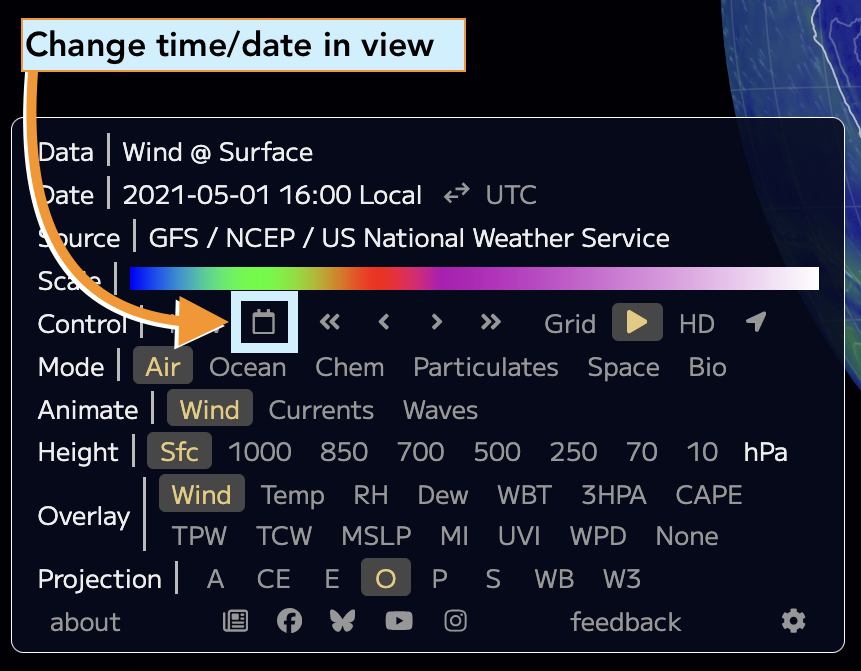 Change time/date in view
Data | Wind @ Surface
Date | 2021-05-01 16:00 Local UTC
Source | GFS / NCEP / US National Weather Service
Scale
Control | Grid HD
Mode | Air Ocean Chem Particulates Space Bio
Animate | Wind Currents Waves
Height | Sfc 1000 850 700 500 250 70 10 hPa
Overlay | Wind Temp RH Dew WBT 3HPA CAPE
TPW TCW MSLP MI UVI WPD None
Projection | A CE E O P S WB W3
about feedback